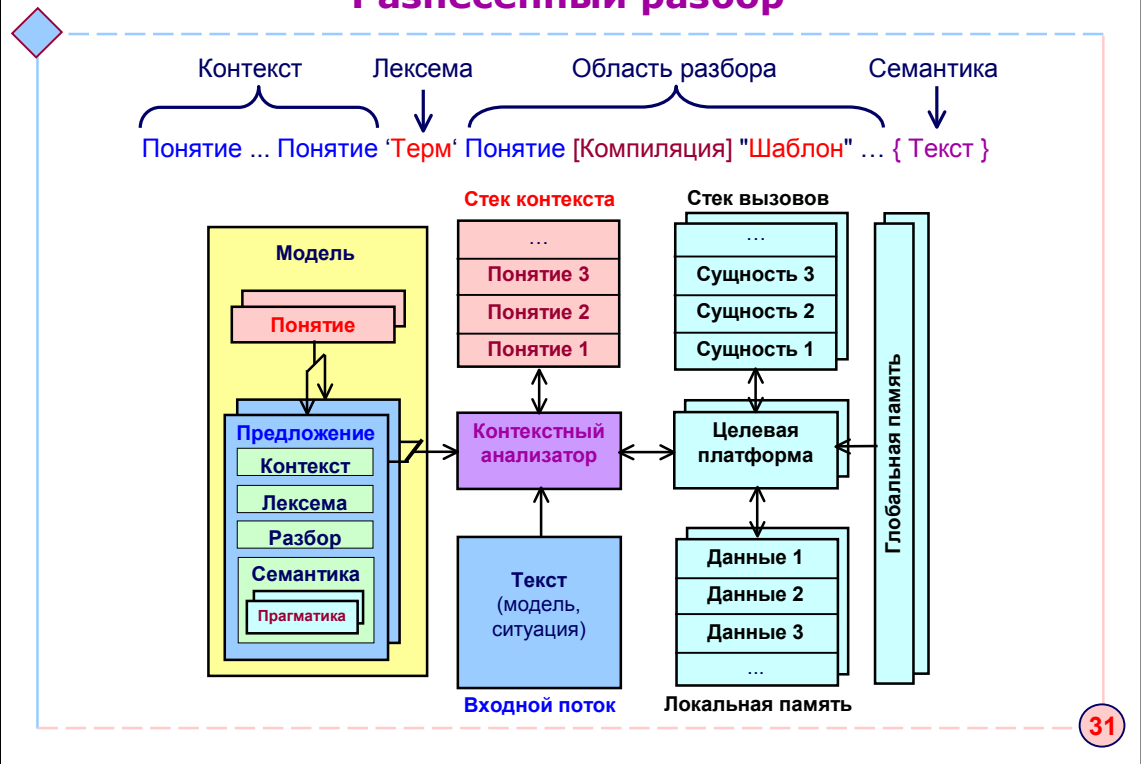 Разнесенный разбор
Контекст Лексема Область разбора Семантика
Понятие ... Понятие ‘Терм‘ Понятие [Компиляция] "Шаблон" … { Текст }
Стек контекста
Стек вызовов
Модель
Понятие
Предложение
Контекст
Лексема
Разбор
Семантика
Прагматика
…
Понятие 3
Понятие 2
Понятие 1
Контекстный
анализатор
Текст
(модель,
ситуация)
Входной поток
…
Сущность 3
Сущность 2
Сущность 1
Целевая
платформа
Данные 1
Данные 2
Данные 3
...
Локальная память
Глобальная память
31